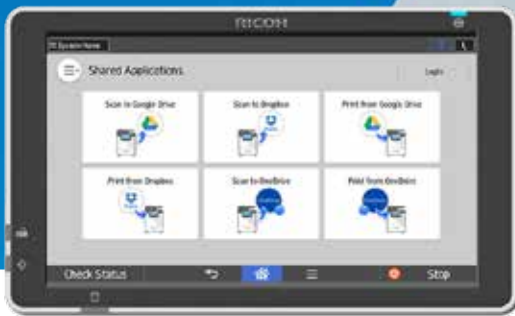 RICOH
Shared Applications
Login
Scan to Google Drive
Scan to Dropbox
Print from Google Drive
Print from Dropbox
Scan to OneDrive
Print from OneDrive
Check Status
Stop